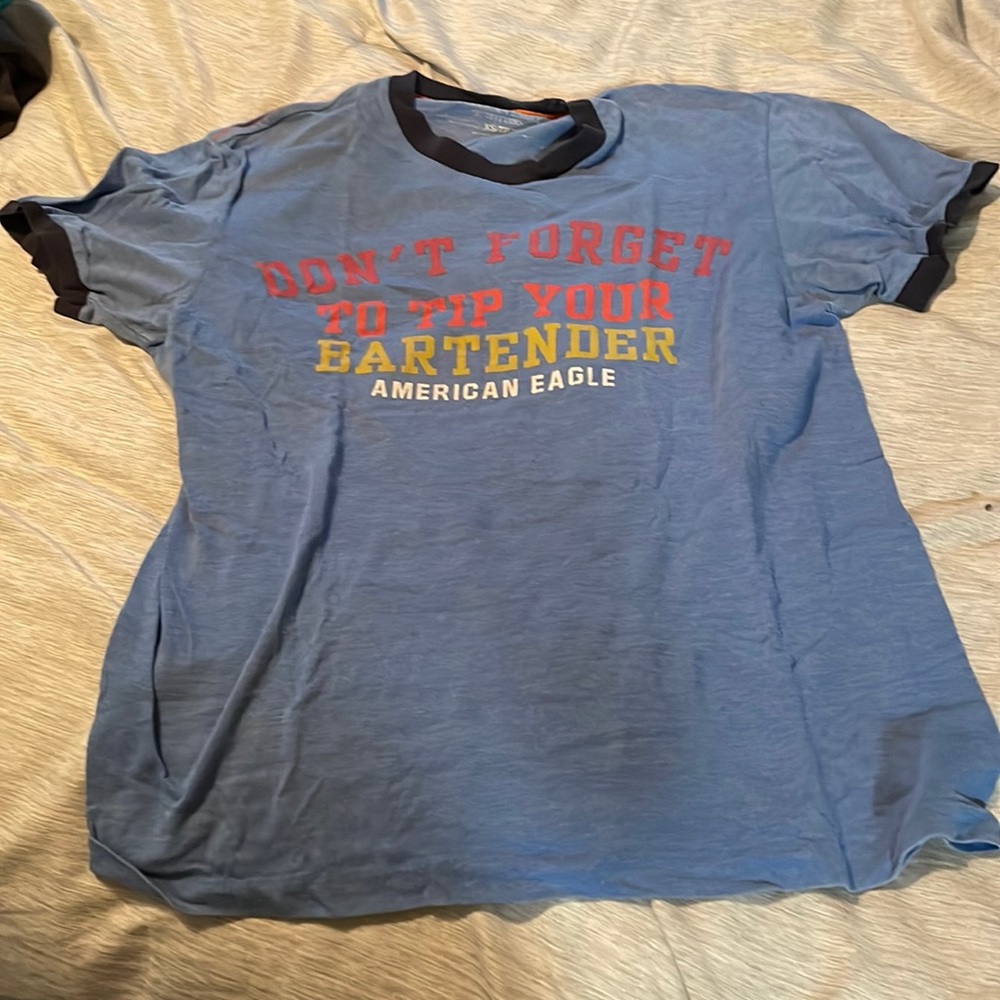 DON'T FORGET
TO TIP YOUR
BARTENDER
AMERICAN EAGLE